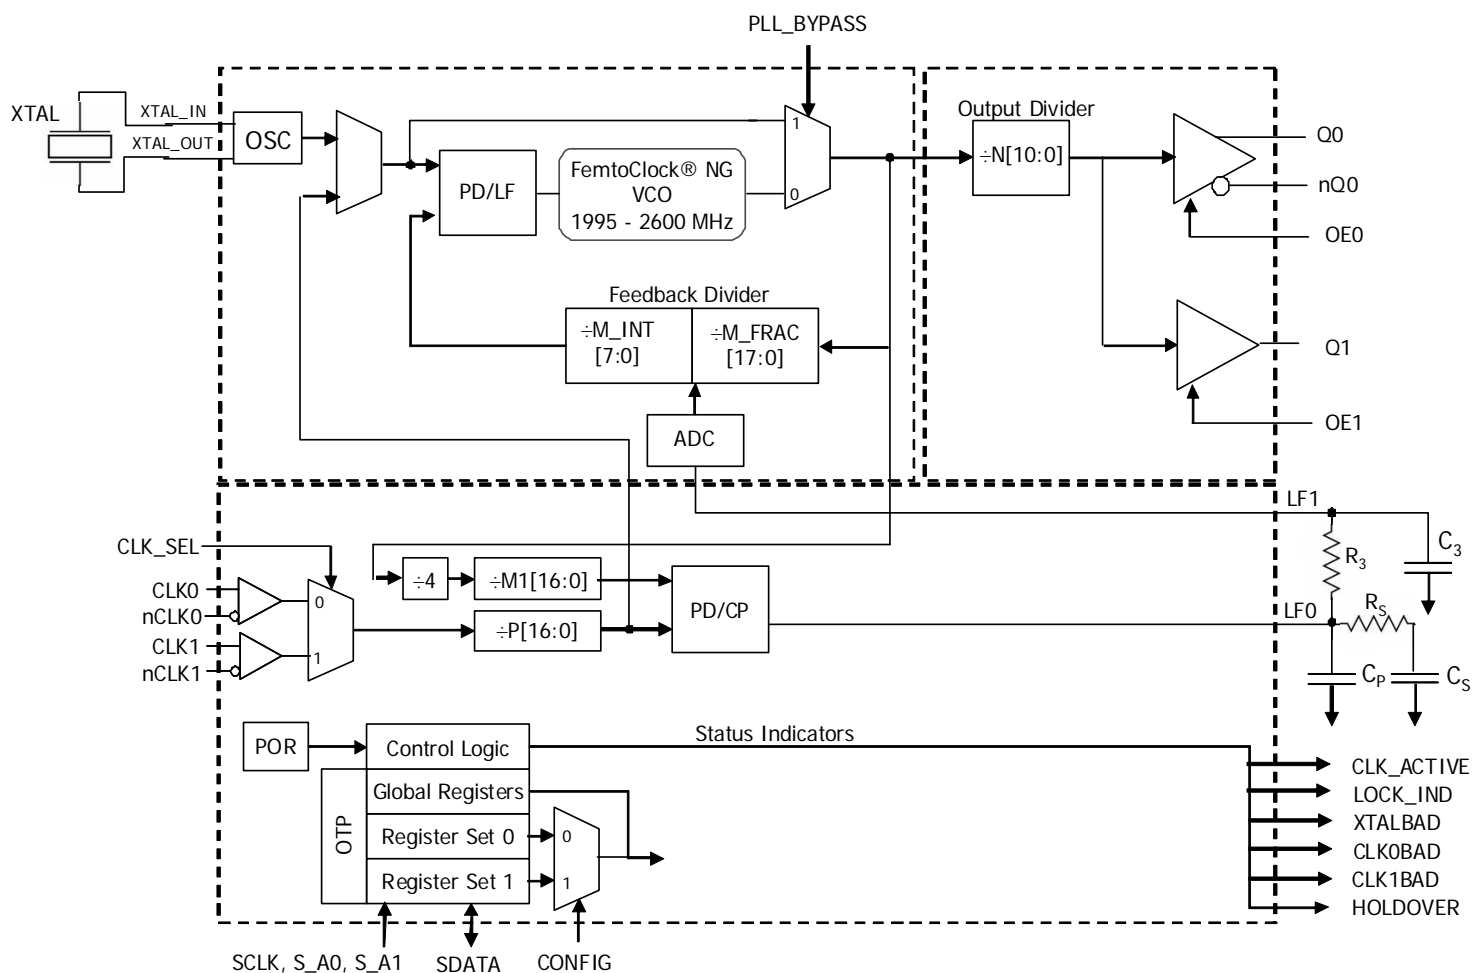 PLL_BYPASS
XTAL
XTAL_IN
XTAL_OUT
OSC
PD/LF
FemtoClock® NG
VCO
1995 - 2600 MHz
1
0
Output Divider
÷N[10:0]
Q0
nQ0
OE0
Feedback Divider
÷M_INT
[7:0]
÷M_FRAC
[17:0]
Q1
ADC
OE1
LF1
CLK_SEL
CLK0
nCLK0
CLK1
nCLK1
0
1
÷4
÷M1[16:0]
÷P[16:0]
PD/CP
R3
C3
LF0
RS
CP
CS
POR
Control Logic
Status Indicators
OTP
Global Registers
Register Set 0
Register Set 1
0
1
CLK_ACTIVE
LOCK_IND
XTALBAD
CLK0BAD
CLK1BAD
HOLDOVER
SCLK, S_A0, S_A1
SDATA
CONFIG